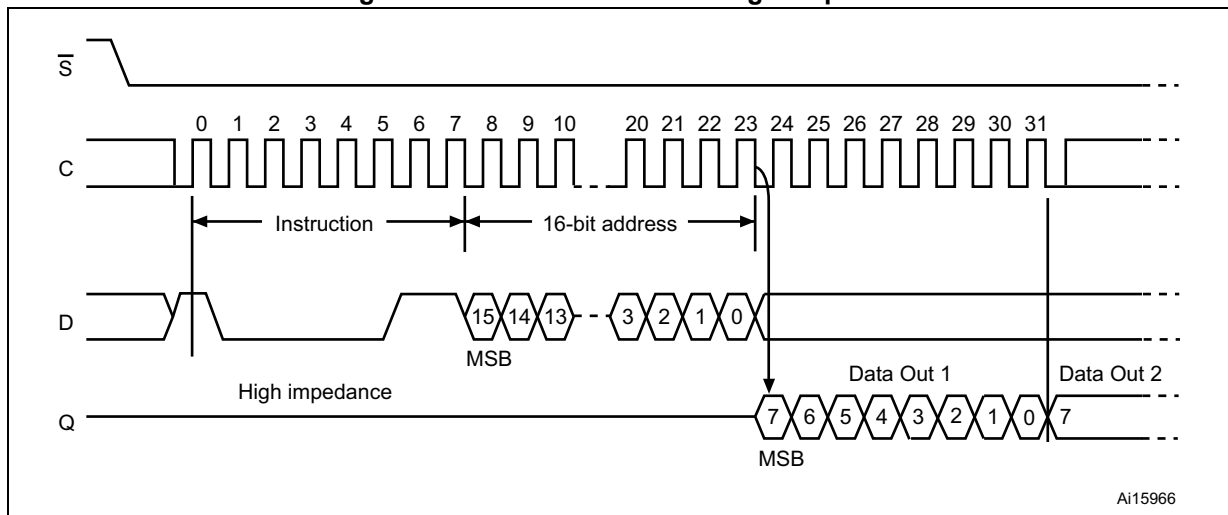 S
0 1 2 3 4 5 6 7 8 9 10 20 21 22 23 24 25 26 27 28 29 30 31
C
Instruction 16-bit address
D
15 14 13 3 2 1 0
MSB
High impedance Data Out 1 Data Out 2
Q
7 6 5 4 3 2 1 0 7
MSB
Ai15966